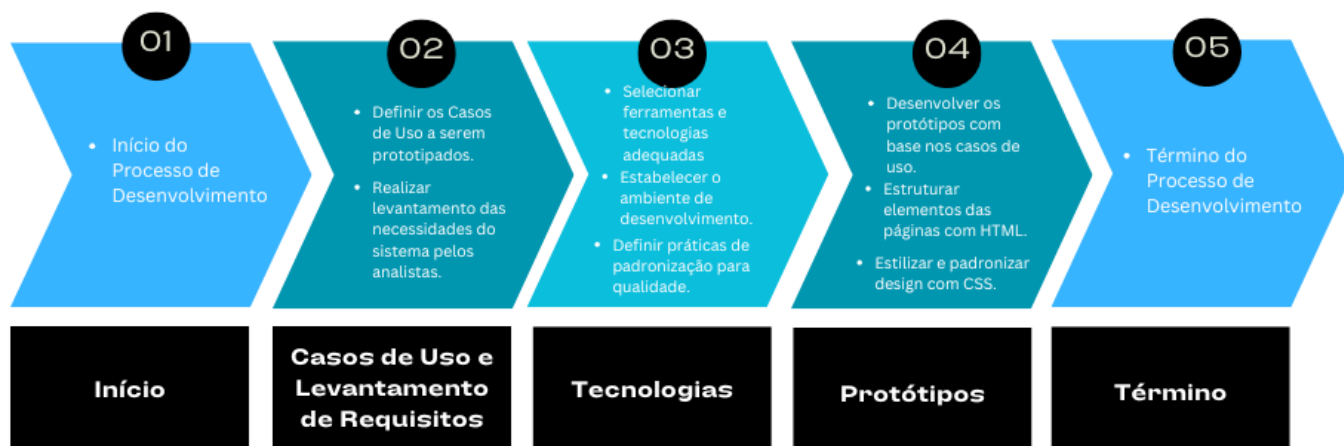 01
• Início do
Processo de
Desenvolvimento
02
• Definir os Casos
de Uso a serem
prototipados.
• Realizar
levantamento das
necessidades do
sistema pelos
analistas.
03
• Selecionar
ferramentas e
tecnologias
adequadas
• Estabelecer o
ambiente de
desenvolvimento.
• Definir práticas de
padronização para
qualidade.
04
• Desenvolver os
protótipos com
base nos casos de
uso.
• Estruturar
elementos das
páginas com HTML.
• Estilizar e padronizar
design com CSS.
05
• Término do
Processo de
Desenvolvimento
Início
Casos de Uso e
Levantamento
de Requisitos
Tecnologias
Protótipos
Término